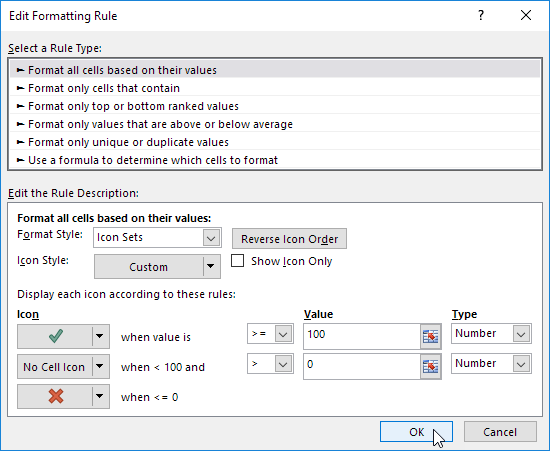 Edit Formatting Rule
Select a Rule Type:
► Format all cells based on their values
► Format only cells that contain
► Format only top or bottom ranked values
► Format only values that are above or below average
► Format only unique or duplicate values
► Use a formula to determine which cells to format
Edit the Rule Description:
Format all cells based on their values:
Format Style: Icon Sets Reverse Icon Order
Icon Style: Custom Show Icon Only
Display each icon according to these rules:
Icon Value Type
when value is >= 100 Number
No Cell Icon when < 100 and > 0 Number
when <= 0
OK Cancel